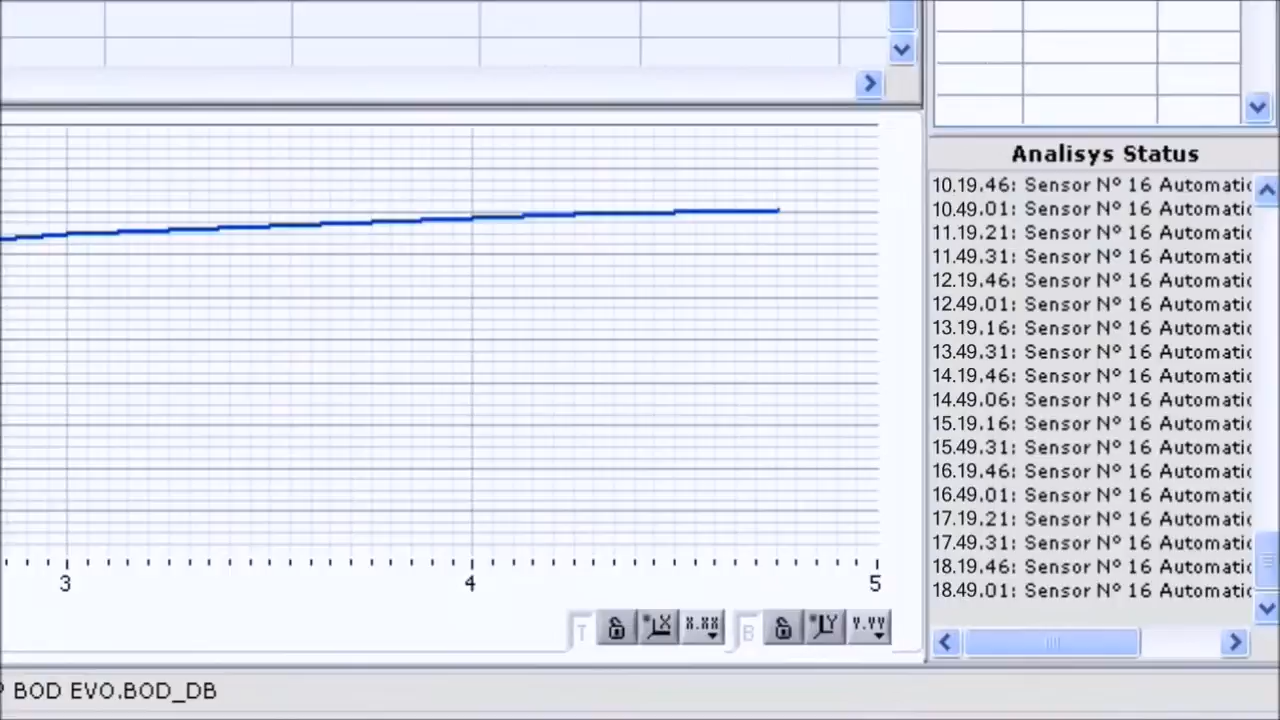 Analisys Status
10.19.46: Sensor Nº 16 Automatic
10.49.01: Sensor Nº 16 Automatic
11.19.21: Sensor Nº 16 Automatic
11.49.31: Sensor Nº 16 Automatic
12.19.46: Sensor Nº 16 Automatic
12.49.01: Sensor Nº 16 Automatic
13.19.16: Sensor Nº 16 Automatic
13.49.31: Sensor Nº 16 Automatic
14.19.46: Sensor Nº 16 Automatic
14.49.06: Sensor Nº 16 Automatic
15.19.16: Sensor Nº 16 Automatic
15.49.31: Sensor Nº 16 Automatic
16.19.46: Sensor Nº 16 Automatic
16.49.01: Sensor Nº 16 Automatic
17.19.21: Sensor Nº 16 Automatic
17.49.31: Sensor Nº 16 Automatic
18.19.46: Sensor Nº 16 Automatic
18.49.01: Sensor Nº 16 Automatic
3 4 5
T X X.XX B Y Y.YY
BOD EVO.BOD_DB